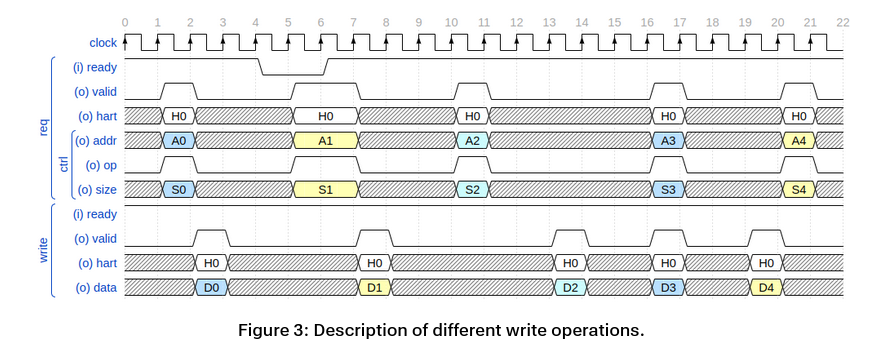 0 1 2 3 4 5 6 7 8 9 10 11 12 13 14 15 16 17 18 19 20 21 22
clock
req
(i) ready
(o) valid
(o) hart H0 H0 H0 H0 H0
ctrl
(o) addr A0 A1 A2 A3 A4
(o) op
(o) size S0 S1 S2 S3 S4
write
(i) ready
(o) valid
(o) hart H0 H0 H0 H0 H0
(o) data D0 D1 D2 D3 D4
Figure 3: Description of different write operations.